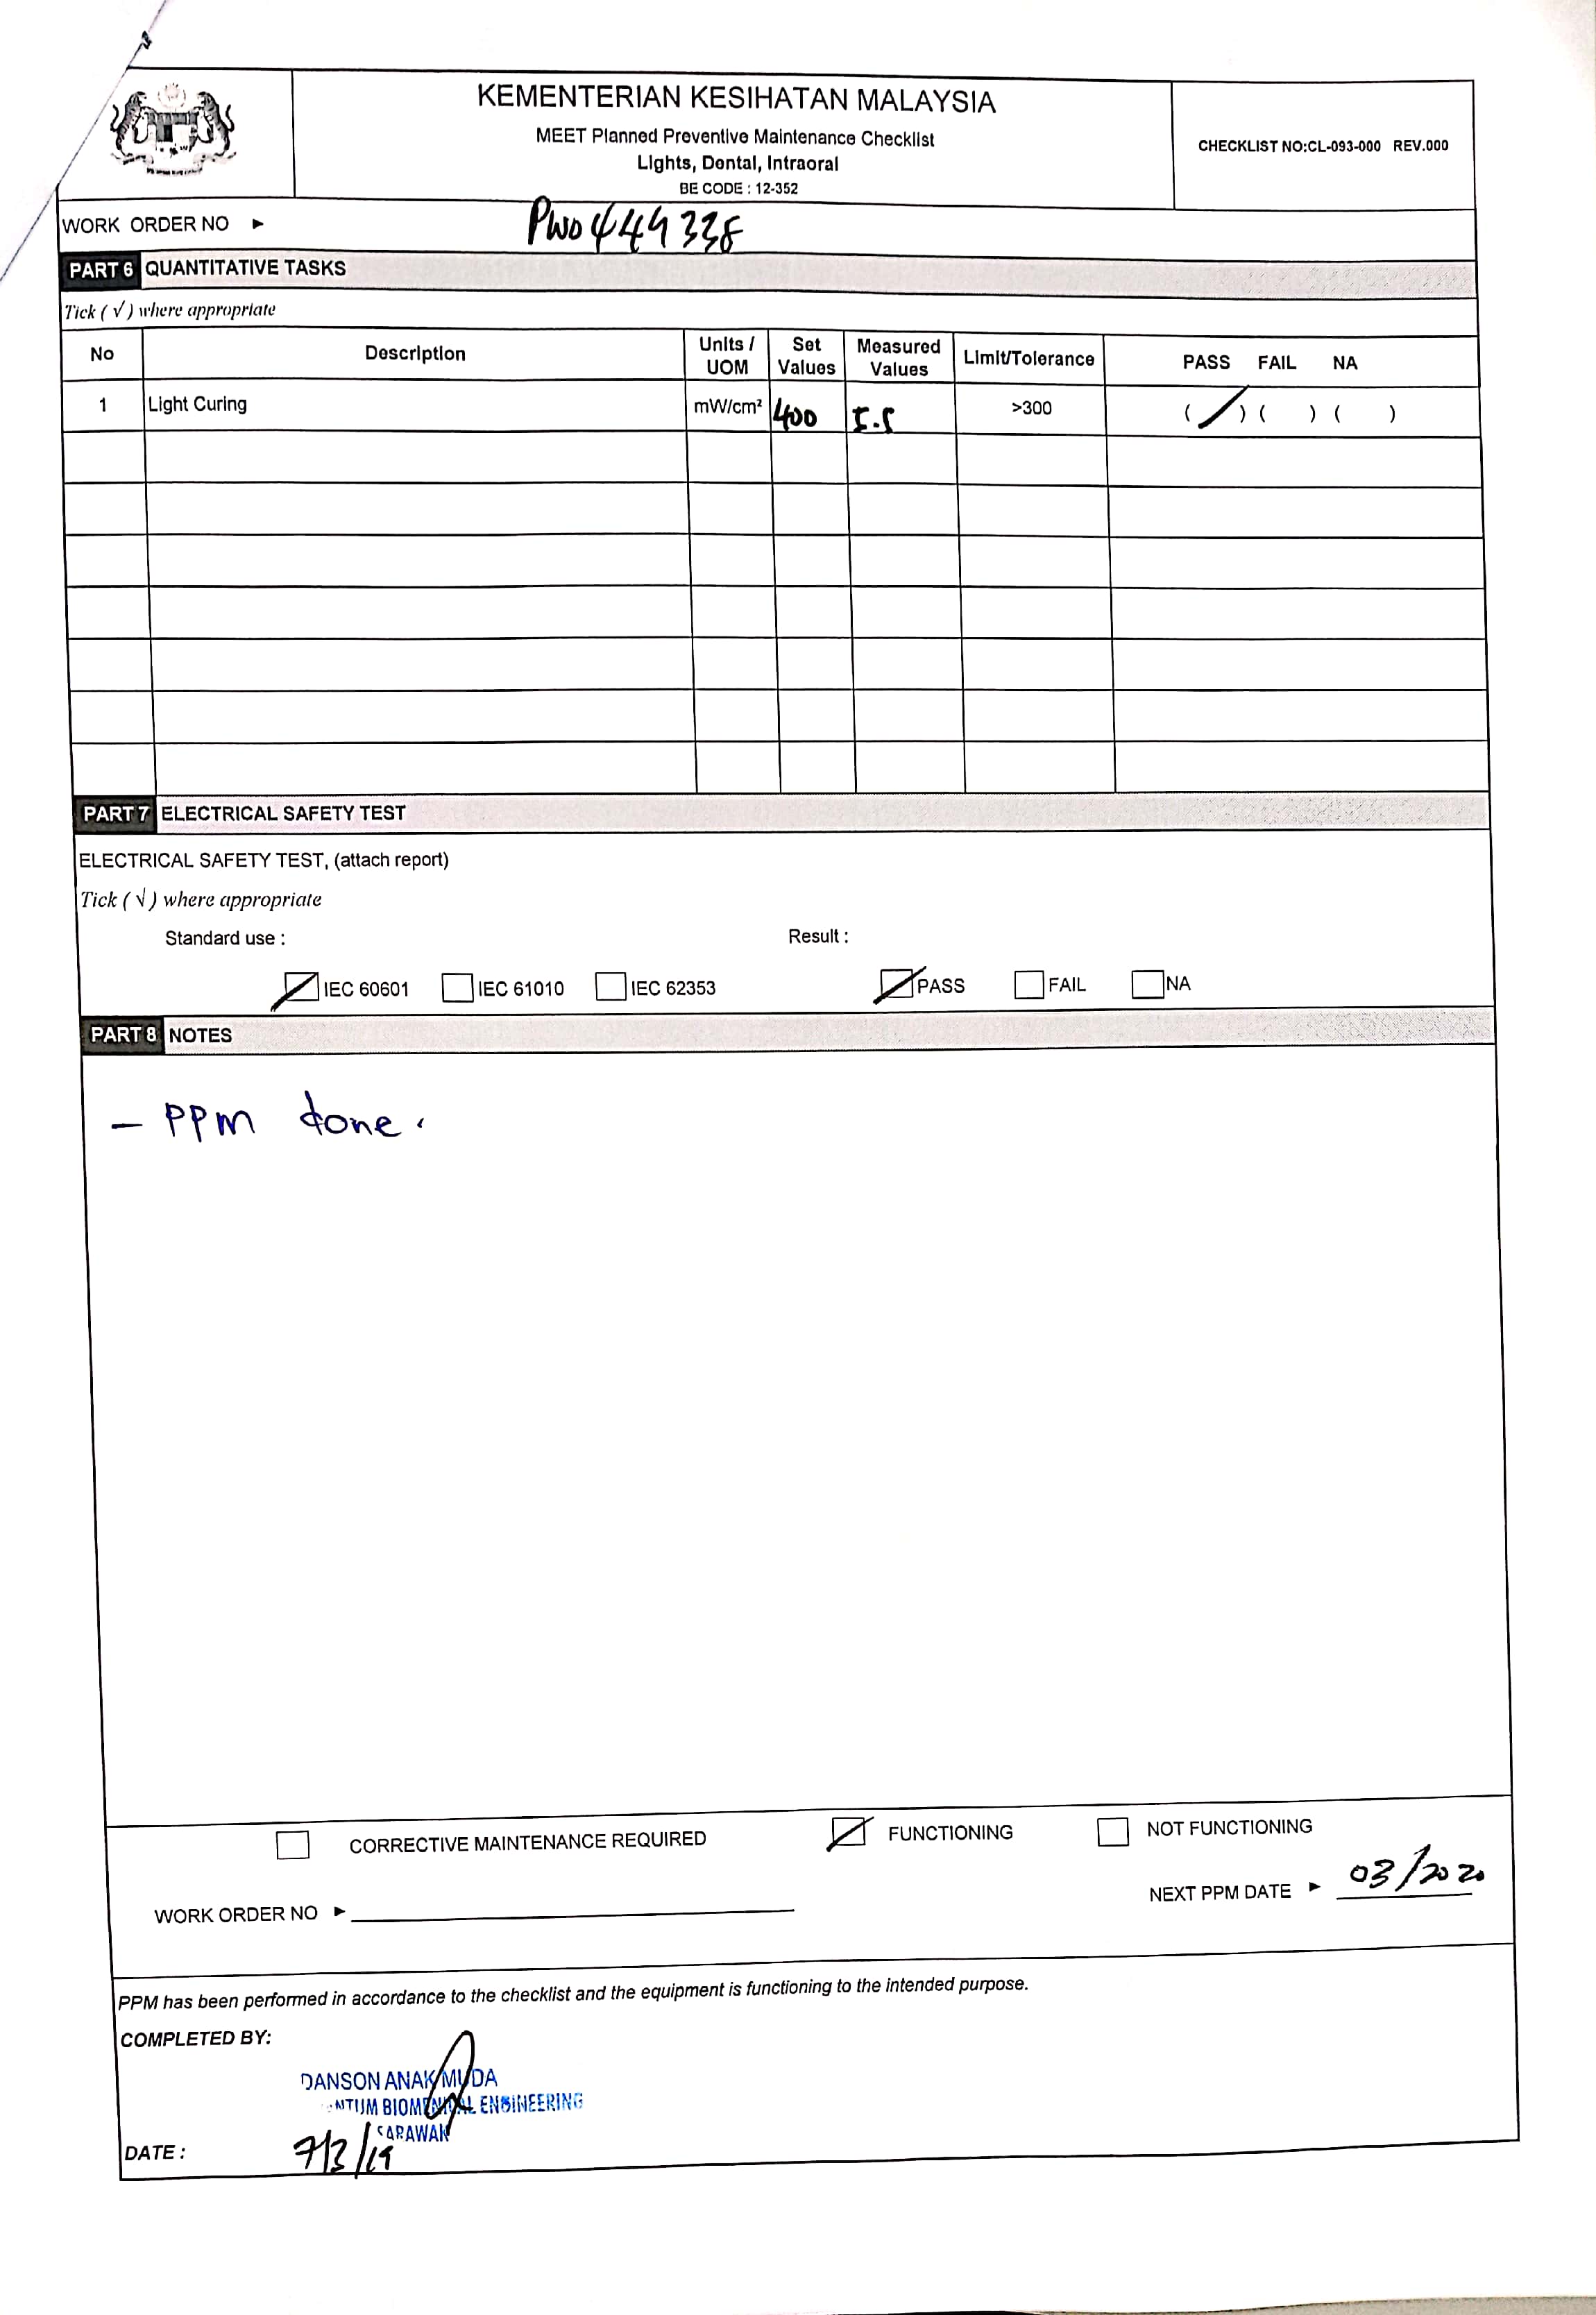 KEMENTERIAN KESIHATAN MALAYSIA
MEET Planned Preventive Maintenance Checklist
Lights, Dental, Intraoral
BE CODE : 12-352
CHECKLIST NO:CL-093-000 REV.000
WORK ORDER NO ► PWO449338
PART 6 QUANTITATIVE TASKS
Tick ( √ ) where appropriate
No Description Units / UOM Set Values Measured Values Limit/Tolerance PASS FAIL NA
1 Light Curing mW/cm² 400 >300 ( / ) ( ) ( )
PART 7 ELECTRICAL SAFETY TEST
ELECTRICAL SAFETY TEST, (attach report)
Tick ( √ ) where appropriate
Standard use : Result :
IEC 60601 IEC 61010 IEC 62353 PASS FAIL NA
PART 8 NOTES
- PPM done.
CORRECTIVE MAINTENANCE REQUIRED FUNCTIONING NOT FUNCTIONING
WORK ORDER NO ► NEXT PPM DATE ► 03/2020
PPM has been performed in accordance to the checklist and the equipment is functioning to the intended purpose.
COMPLETED BY:
DANSON ANAK MUDA
NTUM BIOMEDICAL ENGINEERING
SARAWAK
DATE : 7/3/19